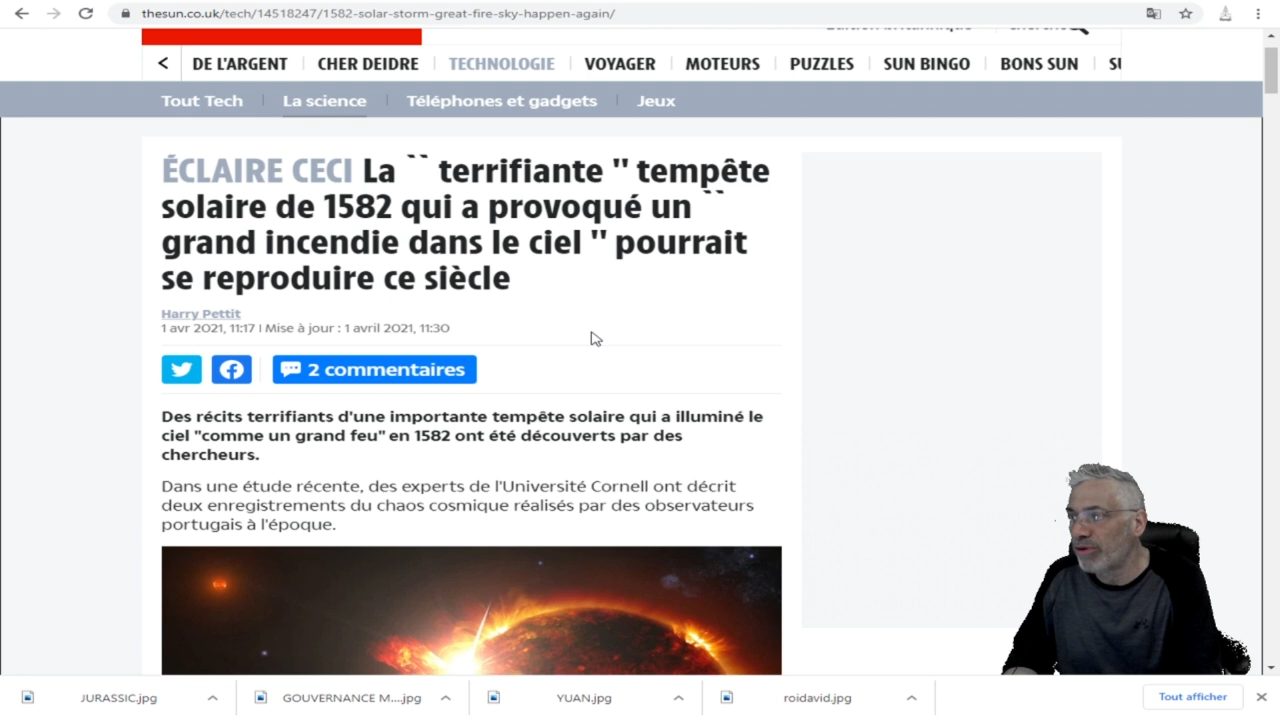 thesun.co.uk/tech/14518247/1582-solar-storm-great-fire-sky-happen-again/
< DE L'ARGENT CHER DEIDRE TECHNOLOGIE VOYAGER MOTEURS PUZZLES SUN BINGO BONS SUN
Tout Tech La science Téléphones et gadgets Jeux
ÉCLAIRE CECI La `` terrifiante '' tempête
solaire de 1582 qui a provoqué un ``
grand incendie dans le ciel '' pourrait
se reproduire ce siècle
Harry Pettit
1 avr 2021, 11:17 | Mise à jour : 1 avril 2021, 11:30
2 commentaires
Des récits terrifiants d'une importante tempête solaire qui a illuminé le
ciel "comme un grand feu" en 1582 ont été découverts par des
chercheurs.
Dans une étude récente, des experts de l'Université Cornell ont décrit
deux enregistrements du chaos cosmique réalisés par des observateurs
portugais à l'époque.
JURASSIC.jpg GOUVERNANCE M....jpg YUAN.jpg roidavid.jpg Tout afficher